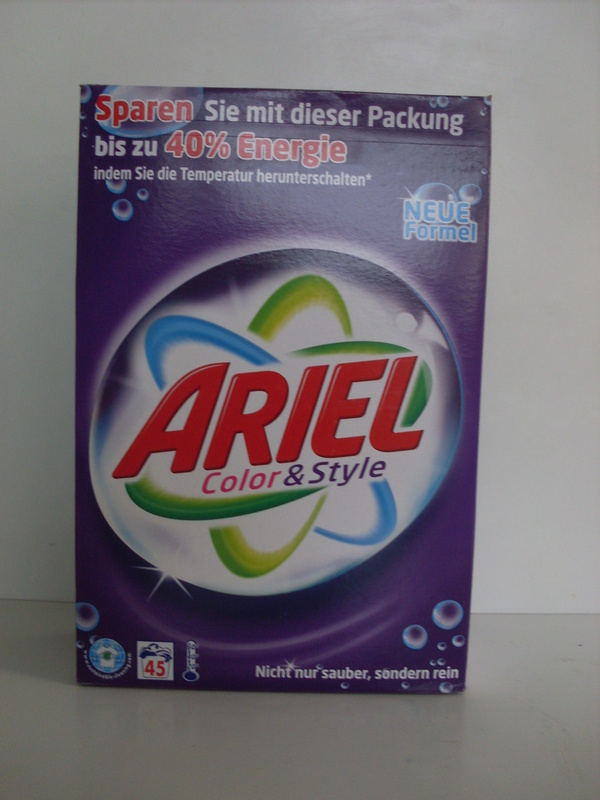 Sparen Sie mit dieser Packung
bis zu 40% Energie
indem Sie die Temperatur herunterschalten*
NEUE
Formel
ARIEL
Color & Style
45
Nicht nur sauber, sondern rein